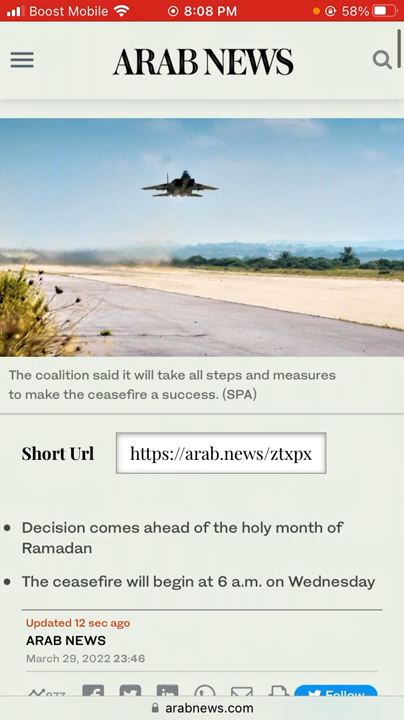 Boost Mobile 8:08 PM 58%
ARAB NEWS
The coalition said it will take all steps and measures
to make the ceasefire a success. (SPA)
Short Url https://arab.news/ztxpx
Decision comes ahead of the holy month of
Ramadan
The ceasefire will begin at 6 a.m. on Wednesday
Updated 12 sec ago
ARAB NEWS
March 29, 2022 23:46
Follow
arabnews.com